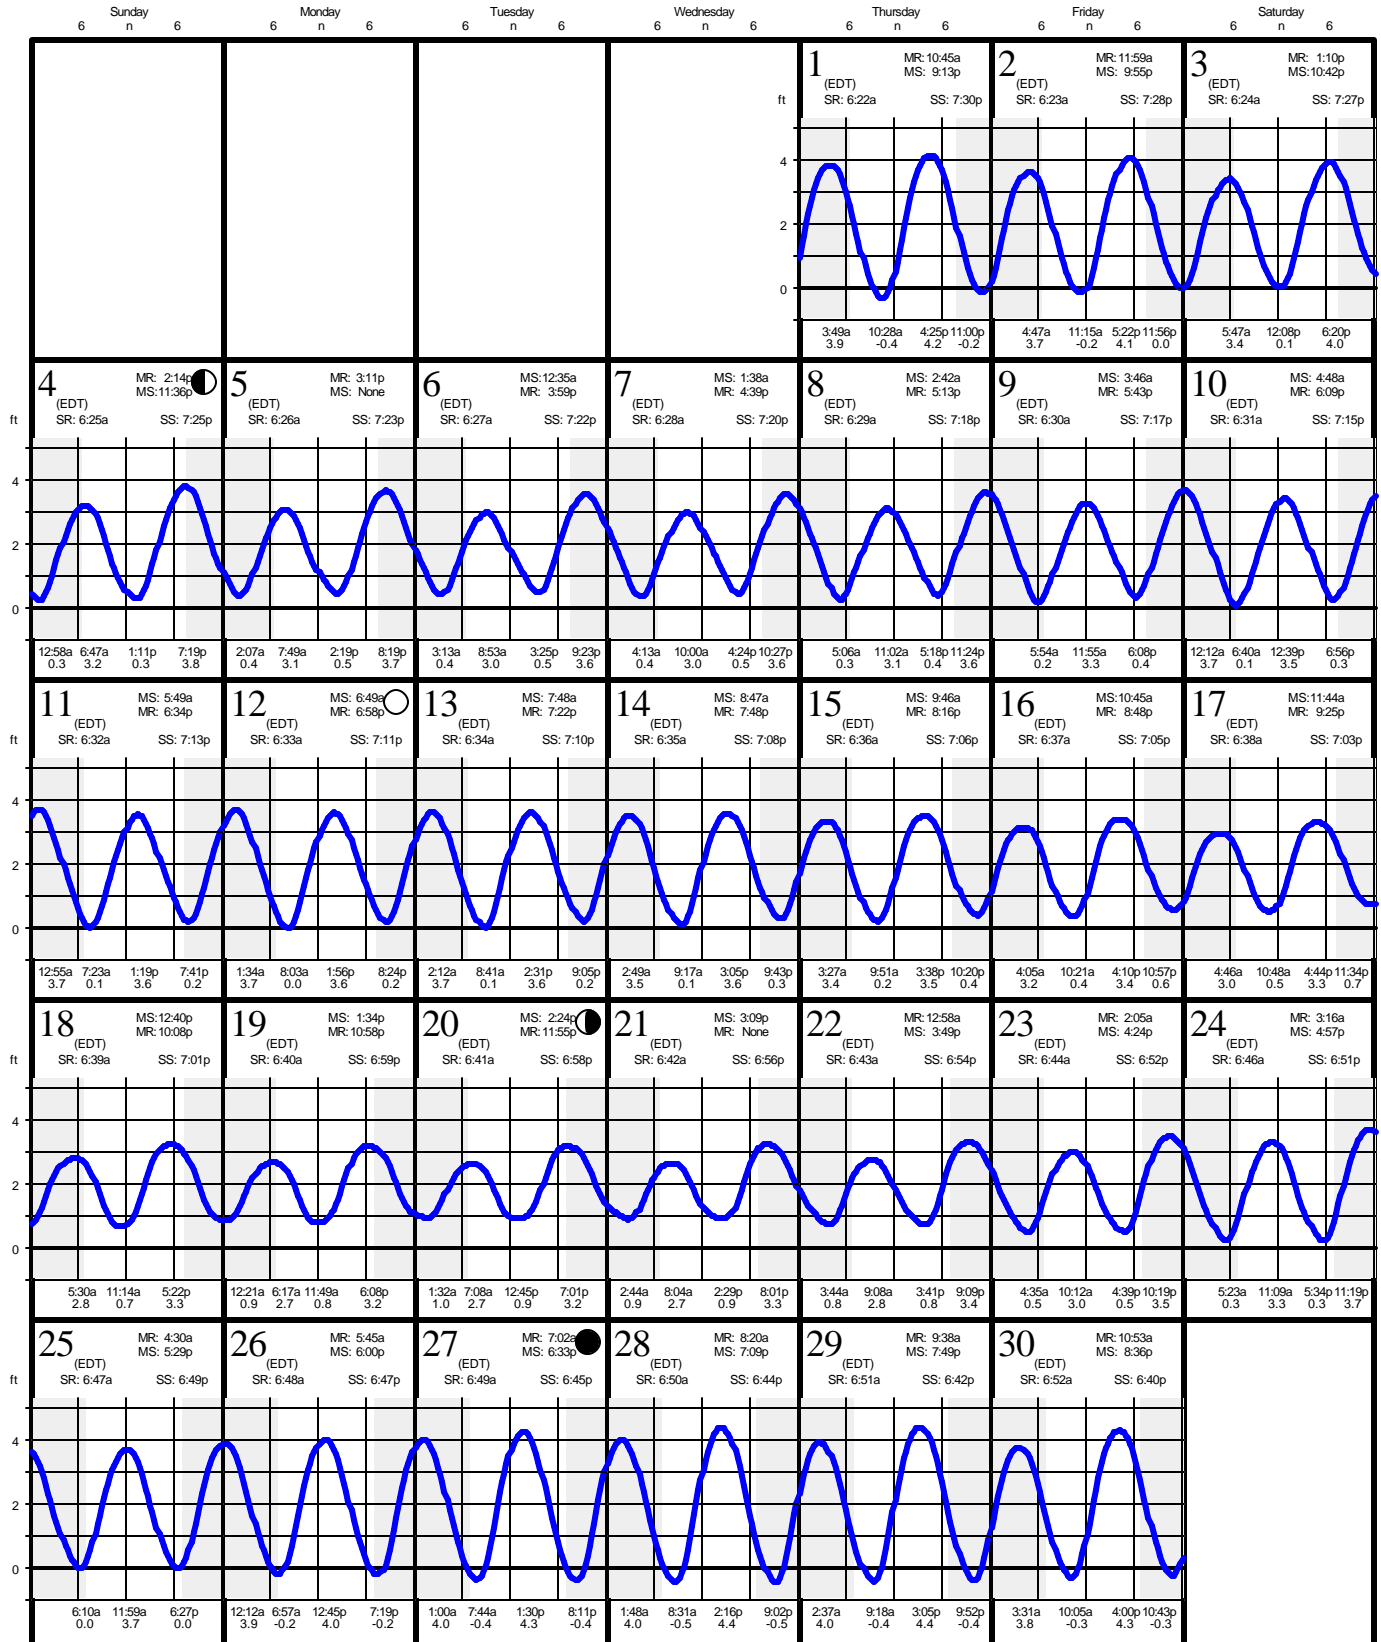 Sunday Monday Tuesday Wednesday Thursday Friday Saturday
6 n 6 6 n 6 6 n 6 6 n 6 6 n 6 6 n 6 6 n 6
1 MR:10:45a 2 MR:11:59a 3 MR: 1:10p
MS: 9:13p MS: 9:55p MS:10:42p
(EDT) (EDT) (EDT)
ft SR: 6:22a SS: 7:30p SR: 6:23a SS: 7:28p SR: 6:24a SS: 7:27p
4
2
0
3:49a 10:28a 4:25p 11:00p 4:47a 11:15a 5:22p 11:56p 5:47a 12:08p 6:20p
3.9 -0.4 4.2 -0.2 3.7 -0.2 4.1 0.0 3.4 0.1 4.0
4 MR: 2:14p 5 MR: 3:11p 6 MS:12:35a 7 MS: 1:38a 8 MS: 2:42a 9 MS: 3:46a 10 MS: 4:48a
MS:11:36p MS: None MR: 3:59p MR: 4:39p MR: 5:13p MR: 5:43p MR: 6:09p
(EDT) (EDT) (EDT) (EDT) (EDT) (EDT) (EDT)
ft SR: 6:25a SS: 7:25p SR: 6:26a SS: 7:23p SR: 6:27a SS: 7:22p SR: 6:28a SS: 7:20p SR: 6:29a SS: 7:18p SR: 6:30a SS: 7:17p SR: 6:31a SS: 7:15p
4
2
0
12:58a 6:47a 1:11p 7:19p 2:07a 7:49a 2:19p 8:19p 3:13a 8:53a 3:25p 9:23p 4:13a 10:00a 4:24p 10:27p 5:06a 11:02a 5:18p 11:24p 5:54a 11:55a 6:08p 12:12a 6:40a 12:39p 6:56p
0.3 3.2 0.3 3.8 0.4 3.1 0.5 3.7 0.4 3.0 0.5 3.6 0.4 3.0 0.5 3.6 0.3 3.1 0.4 3.6 0.2 3.3 0.4 3.7 0.1 3.5 0.3
11 MS: 5:49a 12 MS: 6:49a 13 MS: 7:48a 14 MS: 8:47a 15 MS: 9:46a 16 MS:10:45a 17 MS:11:44a
MR: 6:34p MR: 6:58p MR: 7:22p MR: 7:48p MR: 8:16p MR: 8:48p MR: 9:25p
(EDT) (EDT) (EDT) (EDT) (EDT) (EDT) (EDT)
ft SR: 6:32a SS: 7:13p SR: 6:33a SS: 7:11p SR: 6:34a SS: 7:10p SR: 6:35a SS: 7:08p SR: 6:36a SS: 7:06p SR: 6:37a SS: 7:05p SR: 6:38a SS: 7:03p
4
2
0
12:55a 7:23a 1:19p 7:41p 1:34a 8:03a 1:56p 8:24p 2:12a 8:41a 2:31p 9:05p 2:49a 9:17a 3:05p 9:43p 3:27a 9:51a 3:38p 10:20p 4:05a 10:21a 4:10p 10:57p 4:46a 10:48a 4:44p 11:34p
3.7 0.1 3.6 0.2 3.7 0.0 3.6 0.2 3.7 0.1 3.6 0.2 3.5 0.1 3.6 0.3 3.4 0.2 3.5 0.4 3.2 0.4 3.4 0.6 3.0 0.5 3.3 0.7
18 MS:12:40p 19 MS: 1:34p 20 MS: 2:24p 21 MS: 3:09p 22 MR:12:58a 23 MR: 2:05a 24 MR: 3:16a
MR:10:08p MR:10:58p MR:11:55p MR: None MS: 3:49p MS: 4:24p MS: 4:57p
(EDT) (EDT) (EDT) (EDT) (EDT) (EDT) (EDT)
ft SR: 6:39a SS: 7:01p SR: 6:40a SS: 6:59p SR: 6:41a SS: 6:58p SR: 6:42a SS: 6:56p SR: 6:43a SS: 6:54p SR: 6:44a SS: 6:52p SR: 6:46a SS: 6:51p
4
2
0
5:30a 11:14a 5:22p 12:21a 6:17a 11:49a 6:08p 1:32a 7:08a 12:45p 7:01p 2:44a 8:04a 2:29p 8:01p 3:44a 9:08a 3:41p 9:09p 4:35a 10:12a 4:39p 10:19p 5:23a 11:09a 5:34p 11:19p
2.8 0.7 3.3 0.9 2.7 0.8 3.2 1.0 2.7 0.9 3.2 0.9 2.7 0.9 3.3 0.8 2.8 0.8 3.4 0.5 3.0 0.5 3.5 0.3 3.3 0.3 3.7
25 MR: 4:30a 26 MR: 5:45a 27 MR: 7:02a 28 MR: 8:20a 29 MR: 9:38a 30 MR:10:53a
MS: 5:29p MS: 6:00p MS: 6:33p MS: 7:09p MS: 7:49p MS: 8:36p
(EDT) (EDT) (EDT) (EDT) (EDT) (EDT)
ft SR: 6:47a SS: 6:49p SR: 6:48a SS: 6:47p SR: 6:49a SS: 6:45p SR: 6:50a SS: 6:44p SR: 6:51a SS: 6:42p SR: 6:52a SS: 6:40p
4
2
0
6:10a 11:59a 6:27p 12:12a 6:57a 12:45p 7:19p 1:00a 7:44a 1:30p 8:11p 1:48a 8:31a 2:16p 9:02p 2:37a 9:18a 3:05p 9:52p 3:31a 10:05a 4:00p 10:43p
0.0 3.7 0.0 3.9 -0.2 4.0 -0.2 4.0 -0.4 4.3 -0.4 4.0 -0.5 4.4 -0.5 4.0 -0.4 4.4 -0.4 3.8 -0.3 4.3 -0.3